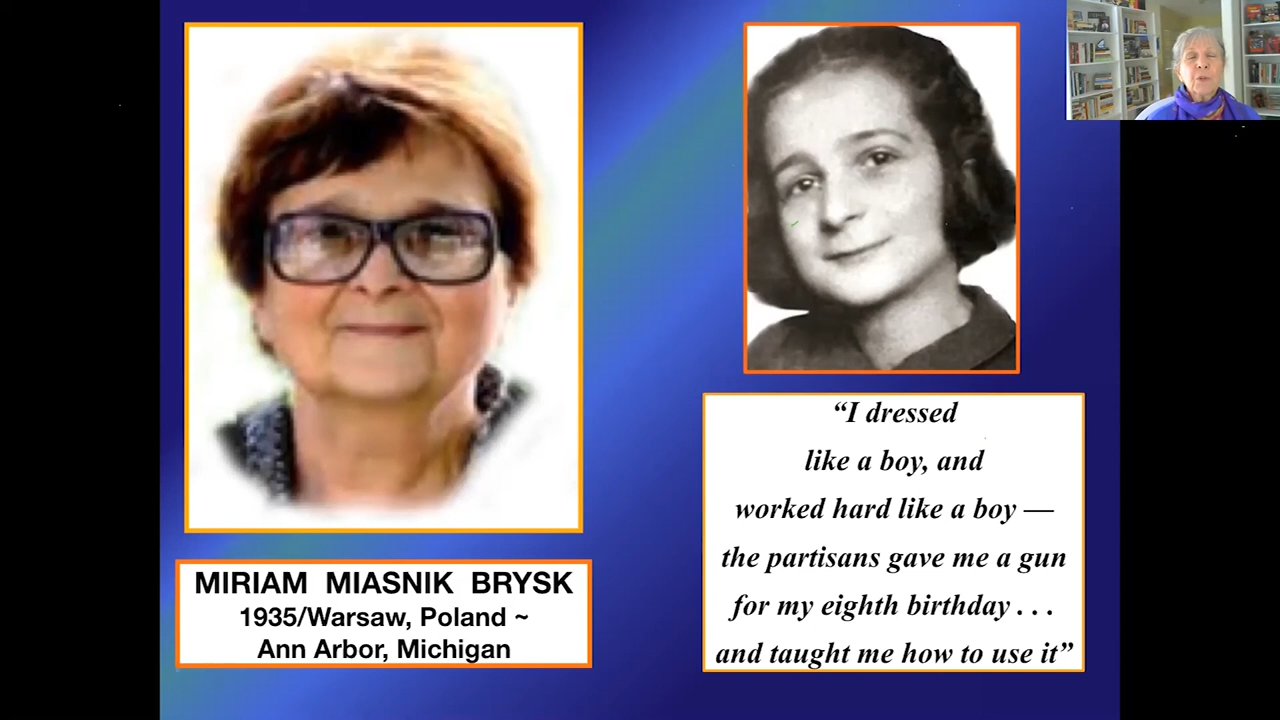 MIRIAM MIASNIK BRYSK
1935/Warsaw, Poland ~
Ann Arbor, Michigan
“I dressed
like a boy, and
worked hard like a boy —
the partisans gave me a gun
for my eighth birthday . . .
and taught me how to use it”